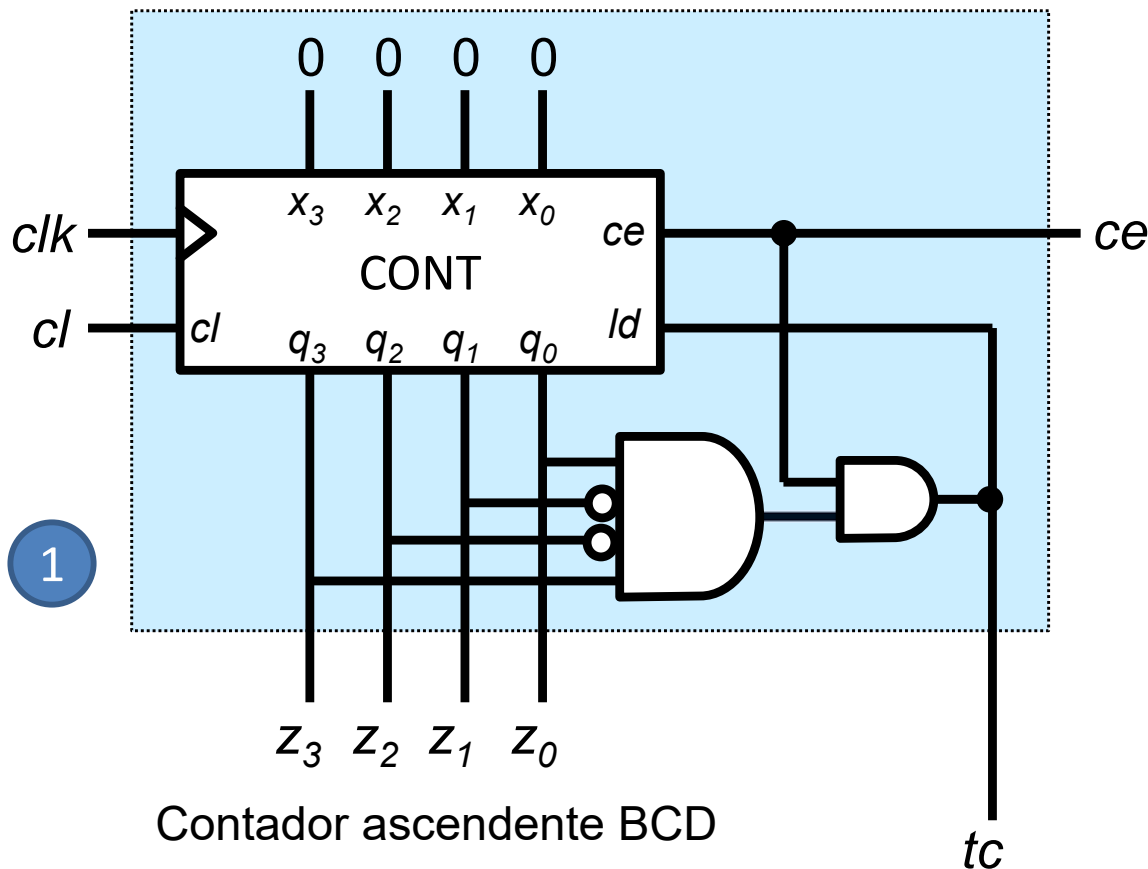 0 0 0 0
x3 x2 x1 x0
clk ce ce
CONT
cl cl ld
q3 q2 q1 q0
1
z3 z2 z1 z0
Contador ascendente BCD
tc